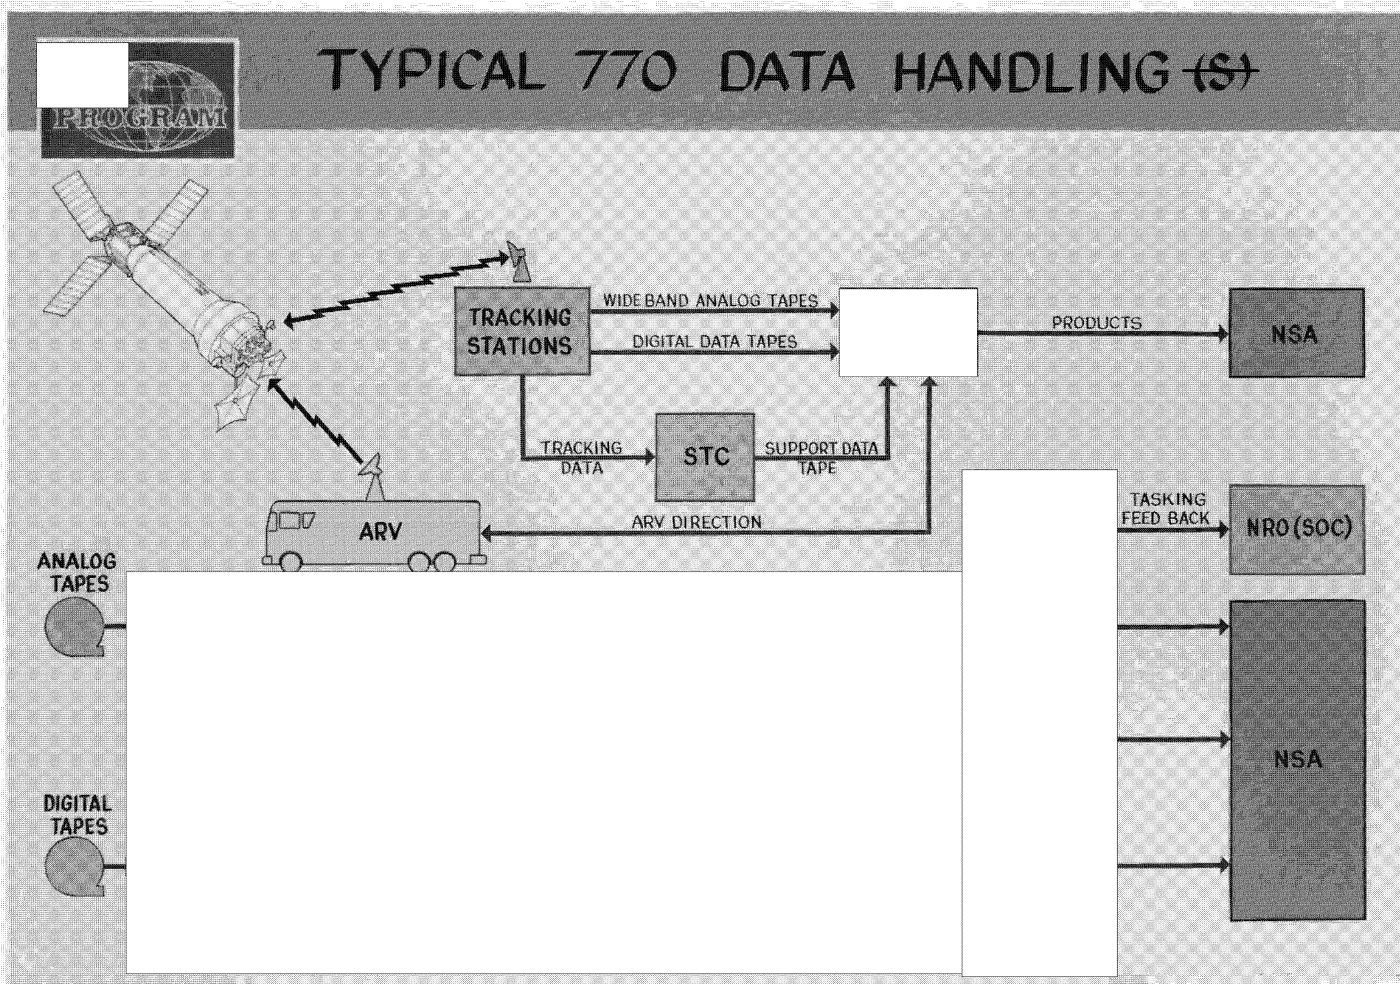 TYPICAL 770 DATA HANDLING (S)
PROGRAM
TRACKING
STATIONS
WIDE BAND ANALOG TAPES
DIGITAL DATA TAPES
PRODUCTS
NSA
TRACKING
DATA
STC
SUPPORT DATA
TAPE
ARV DIRECTION
ARV
TASKING
FEED BACK
NRO (SOC)
ANALOG
TAPES
NSA
DIGITAL
TAPES